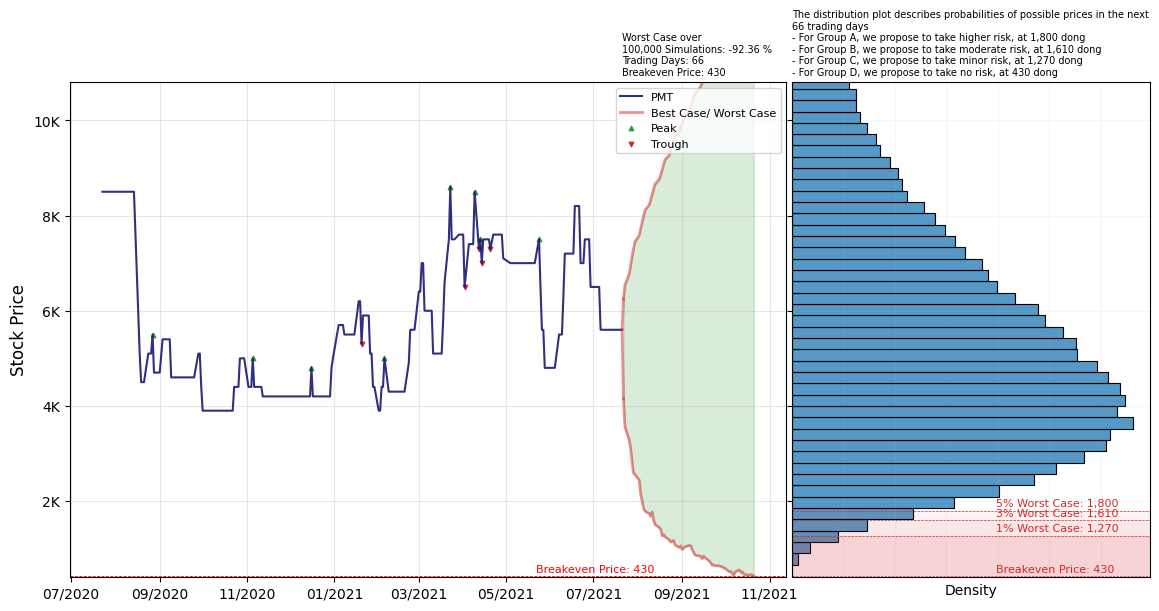 The distribution plot describes probabilities of possible prices in the next
66 trading days
- For Group A, we propose to take higher risk, at 1,800 dong
- For Group B, we propose to take moderate risk, at 1,610 dong
- For Group C, we propose to take minor risk, at 1,270 dong
- For Group D, we propose to take no risk, at 430 dong
Worst Case over
100,000 Simulations: -92.36 %
Trading Days: 66
Breakeven Price: 430
PMT
Best Case/ Worst Case
Peak
Trough
Stock Price
10K
8K
6K
4K
2K
Breakeven Price: 430
07/2020
09/2020
11/2020
01/2021
03/2021
05/2021
07/2021
09/2021
11/2021
5% Worst Case: 1,800
3% Worst Case: 1,610
1% Worst Case: 1,270
Breakeven Price: 430
Density